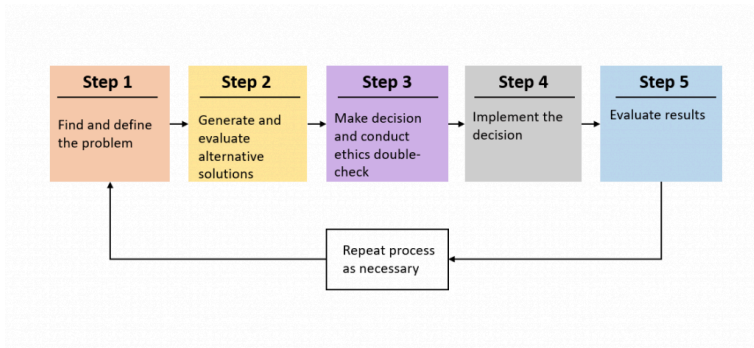 Step 1
Find and define
the problem
Step 2
Generate and
evaluate
alternative
solutions
Step 3
Make decision
and conduct
ethics double-
check
Step 4
Implement the
decision
Step 5
Evaluate results
Repeat process
as necessary